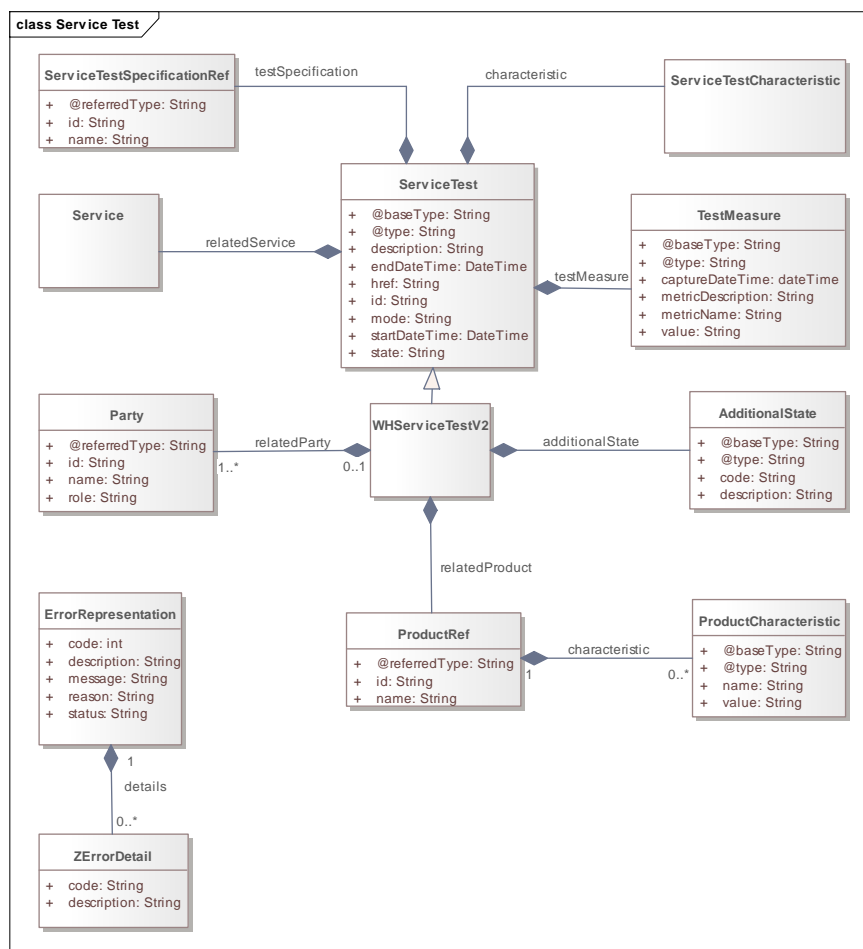 class Service Test
ServiceTestSpecificationRef
+ @referredType: String
+ id: String
+ name: String
testSpecification
characteristic
ServiceTestCharacteristic
ServiceTest
+ @baseType: String
+ @type: String
+ description: String
+ endDateTime: DateTime
+ href: String
+ id: String
+ mode: String
+ startDateTime: DateTime
+ state: String
Service
relatedService
testMeasure
TestMeasure
+ @baseType: String
+ @type: String
+ captureDateTime: dateTime
+ metricDescription: String
+ metricName: String
+ value: String
Party
+ @referredType: String
+ id: String
+ name: String
+ role: String
relatedParty
1..*
0..1
WHServiceTestV2
additionalState
AdditionalState
+ @baseType: String
+ @type: String
+ code: String
+ description: String
relatedProduct
ErrorRepresentation
+ code: int
+ description: String
+ message: String
+ reason: String
+ status: String
ProductRef
+ @referredType: String
+ id: String
+ name: String
characteristic
1
0..*
ProductCharacteristic
+ @baseType: String
+ @type: String
+ name: String
+ value: String
1
details
0..*
ZErrorDetail
+ code: String
+ description: String